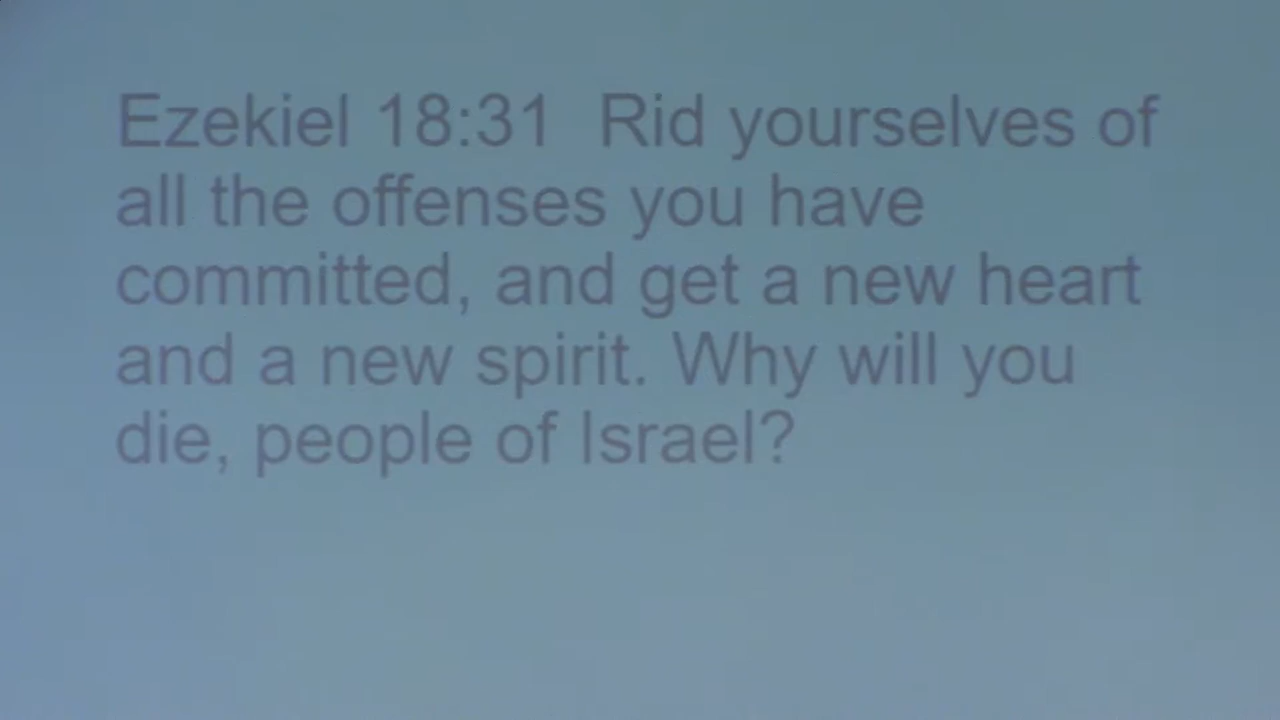 Ezekiel 18:31  Rid yourselves of
all the offenses you have
committed, and get a new heart
and a new spirit. Why will you
die, people of Israel?